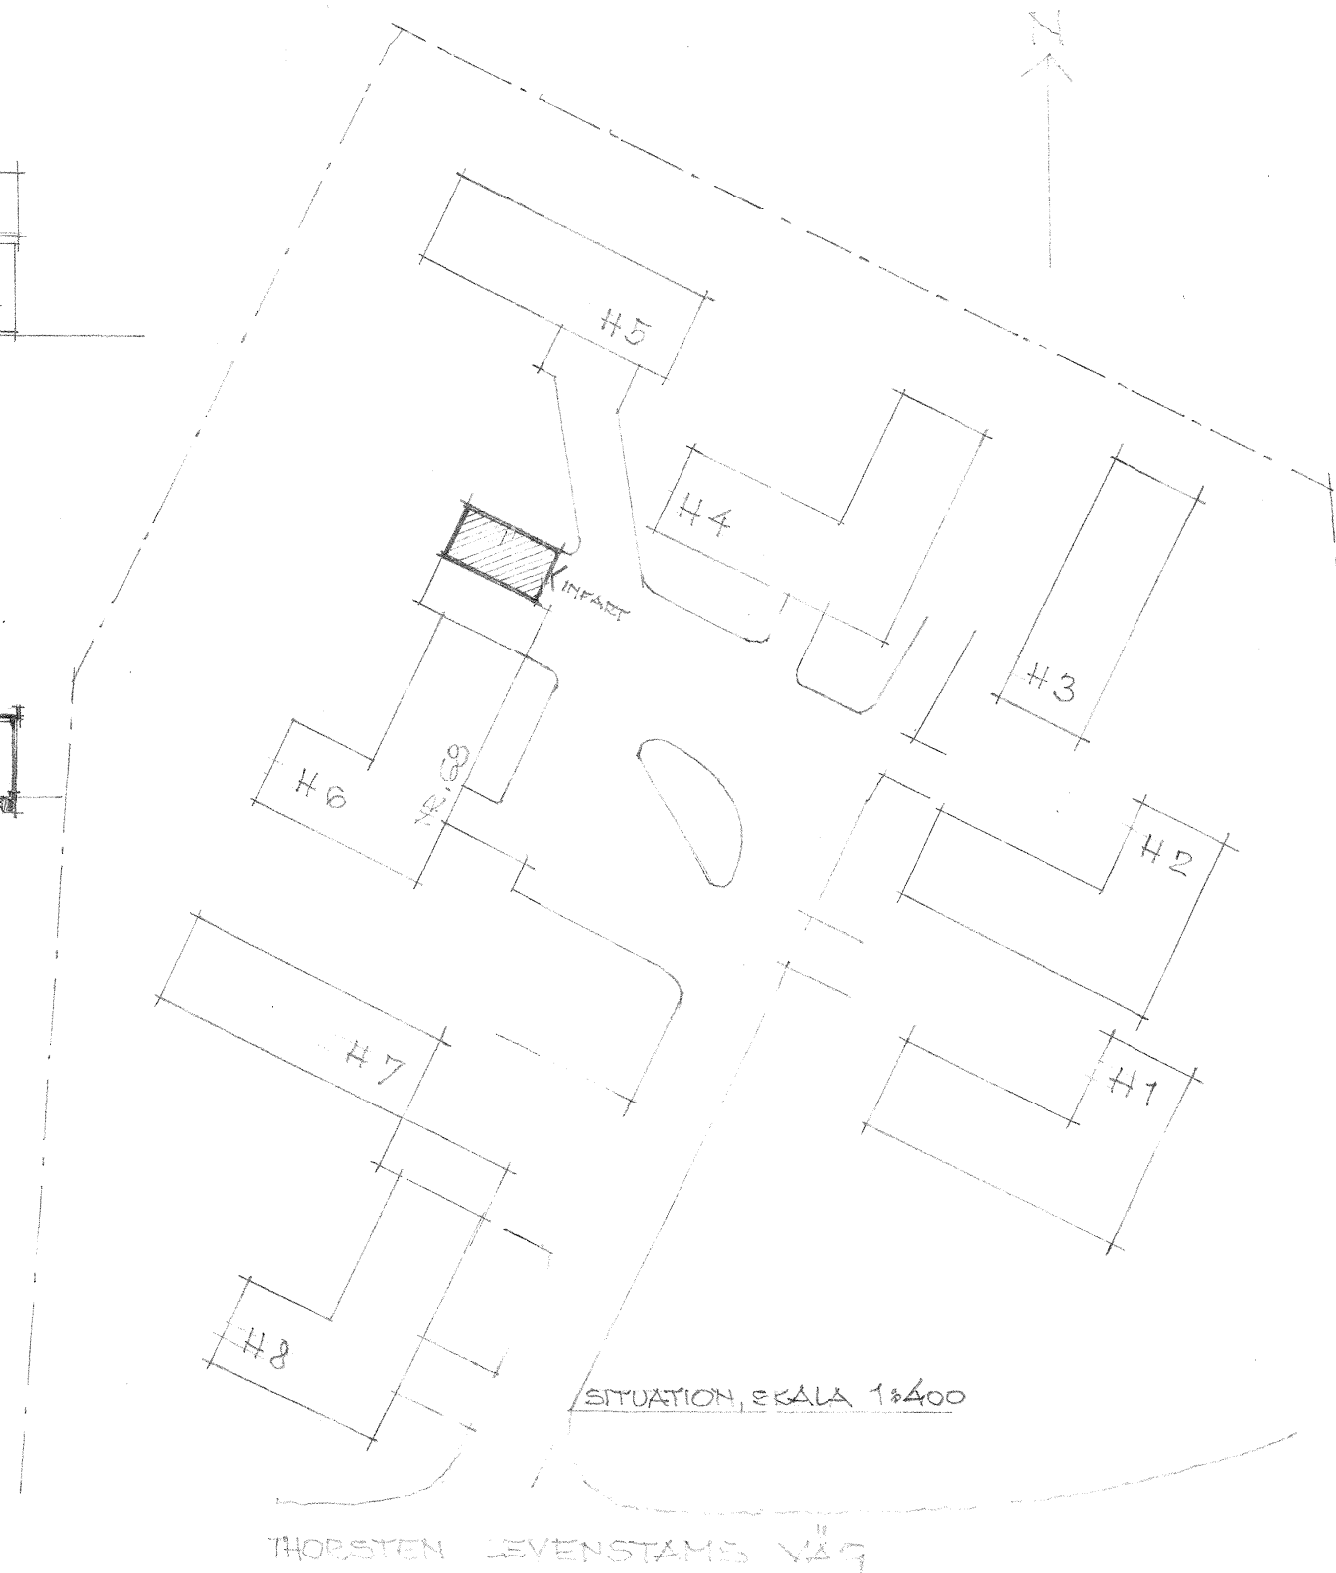 N
H5
H4
INFART
H3
H6
H2
H7
H1
H8
SITUATION, SKALA 1:400
THORSTEN LEVENSTAMS VÄG